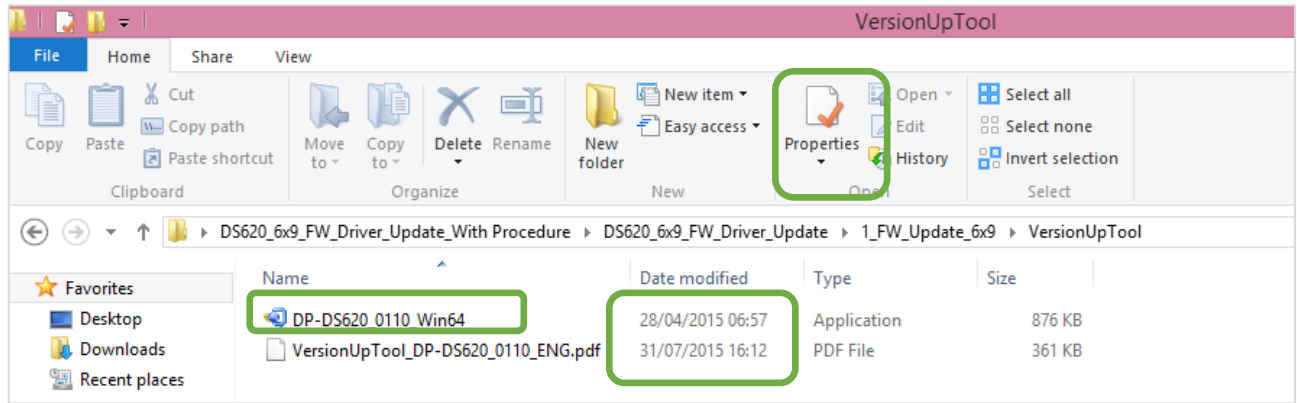 VersionUpTool
File Home Share View
Copy
Paste
Cut
Copy path
Paste shortcut
Clipboard
Move to
Copy to
Delete
Rename
Organize
New folder
New item
Easy access
New
Properties
Open
Edit
History
Open
Select all
Select none
Invert selection
Select
DS620_6x9_FW_Driver_Update_With Procedure DS620_6x9_FW_Driver_Update 1_FW_Update_6x9 VersionUpTool
Favorites
Desktop
Downloads
Recent places
Name Date modified Type Size
DP-DS620_0110_Win64 28/04/2015 06:57 Application 876 KB
VersionUpTool_DP-DS620_0110_ENG.pdf 31/07/2015 16:12 PDF File 361 KB